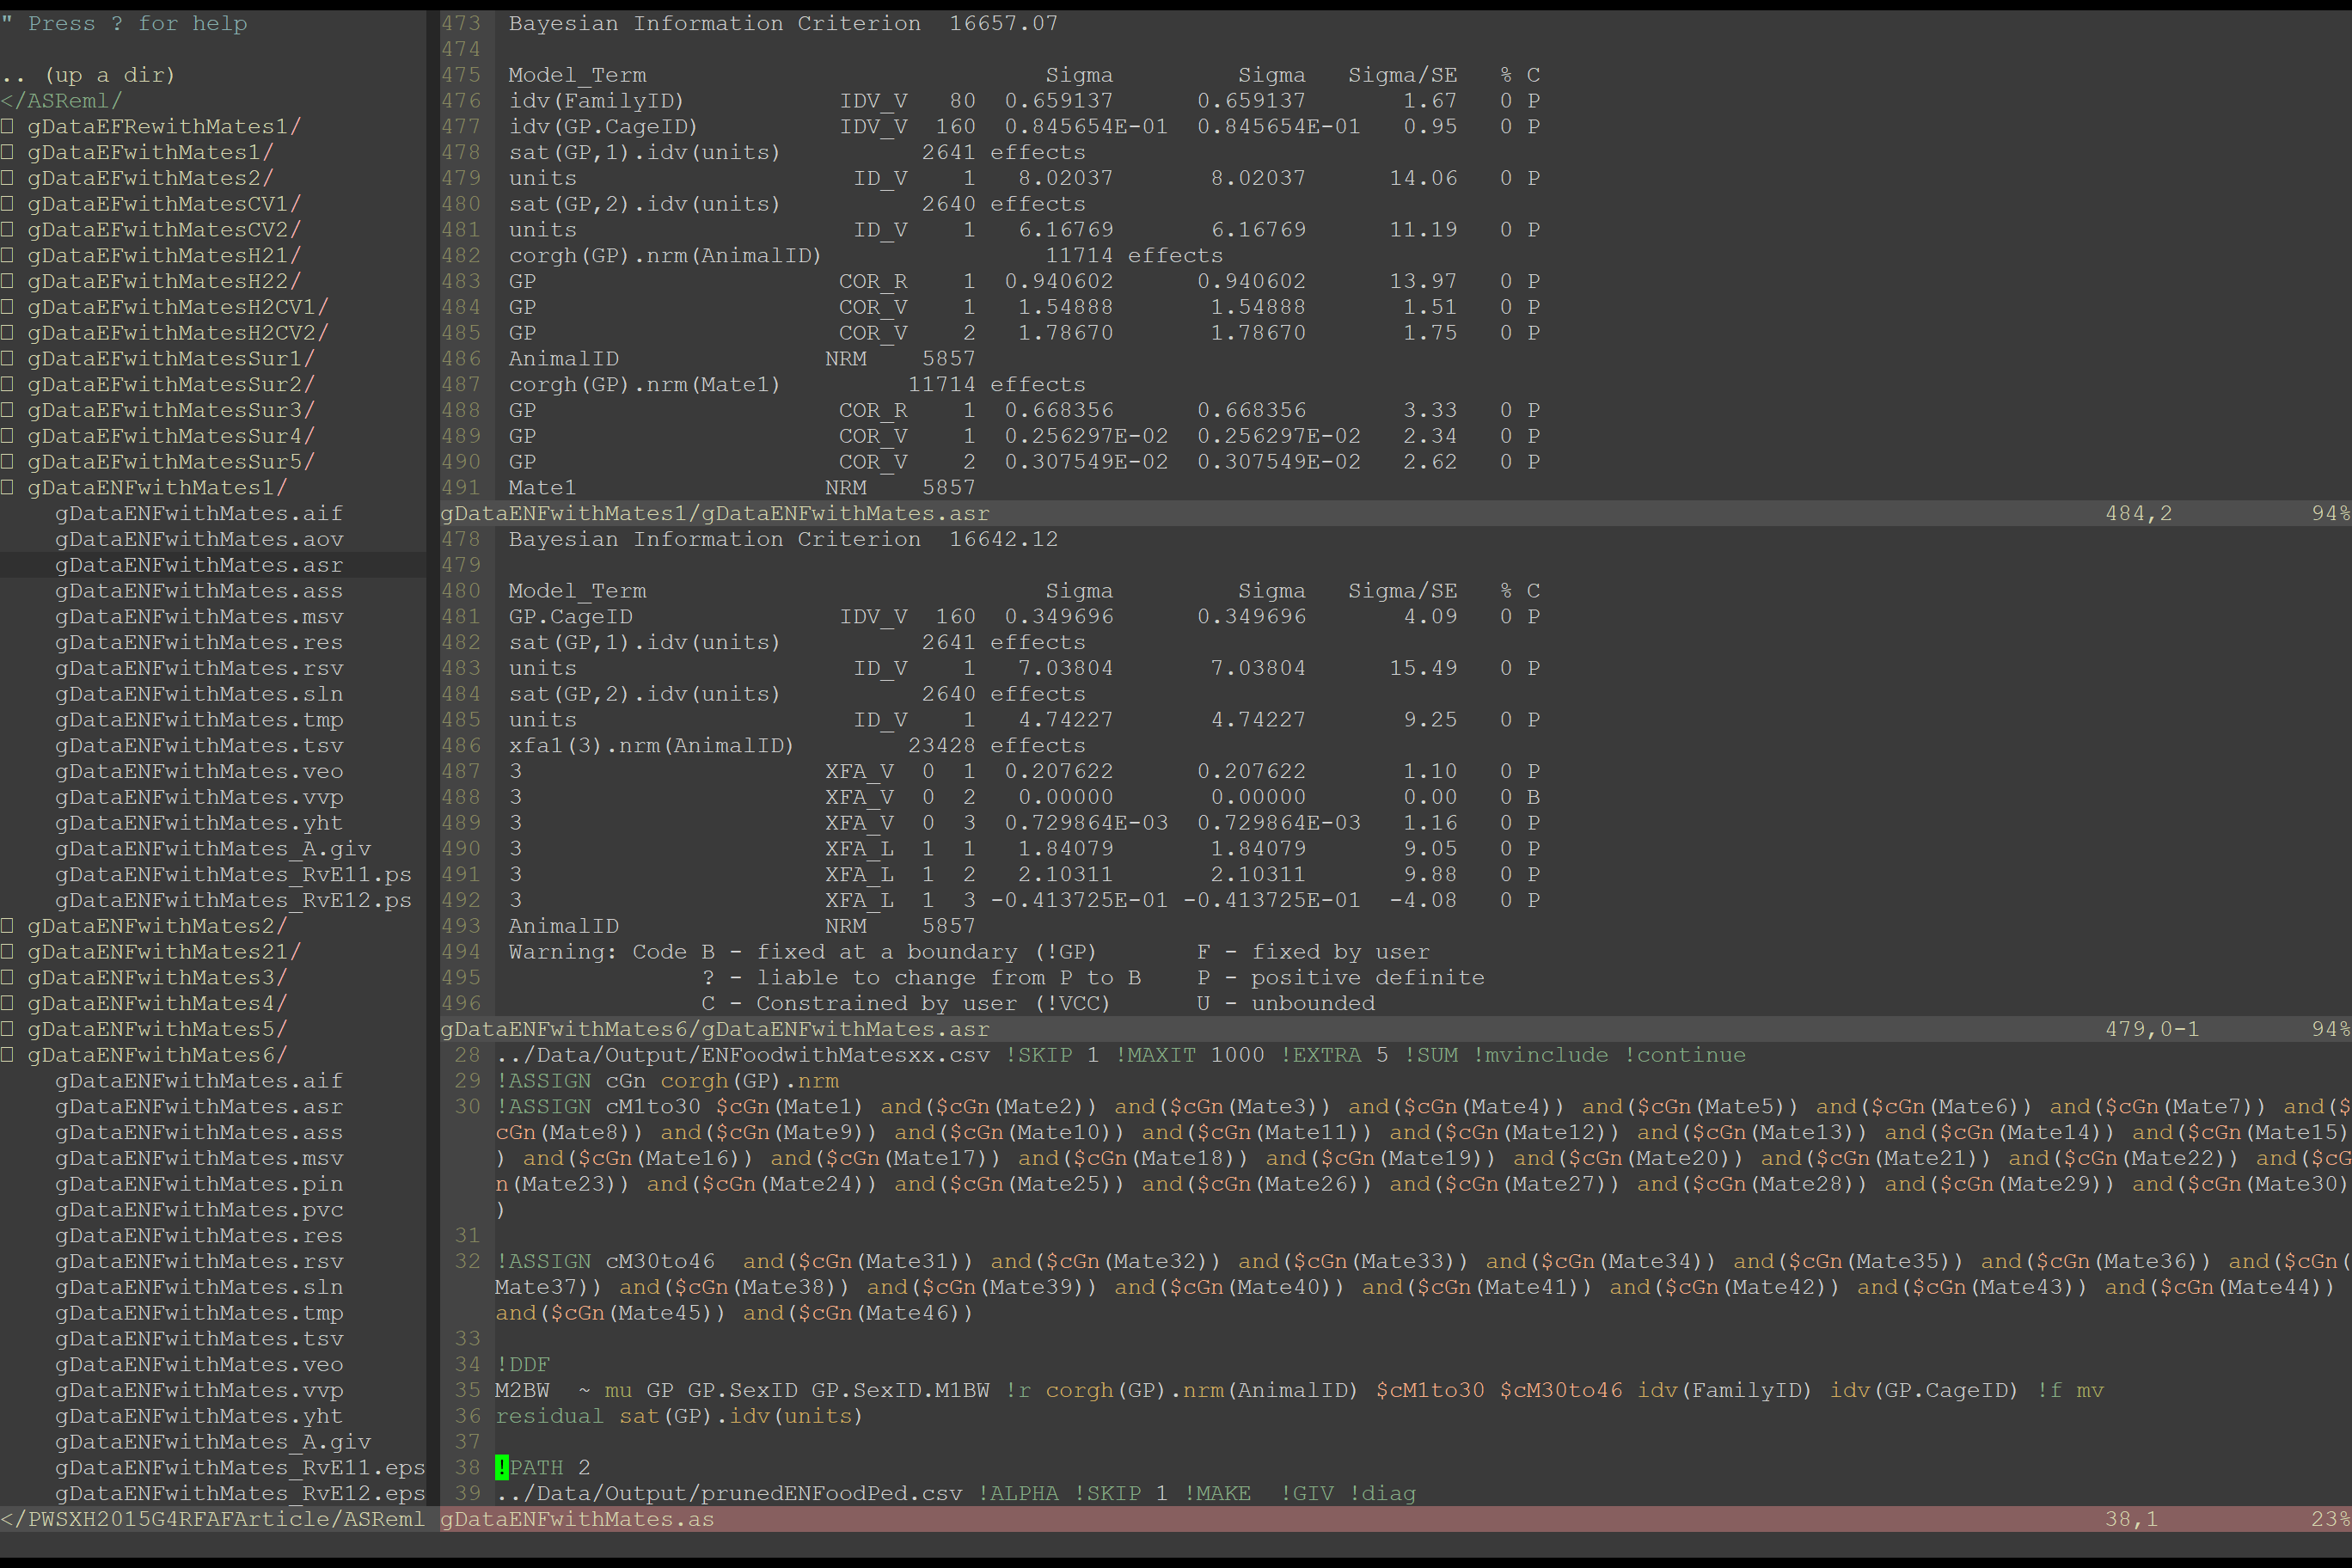 " Press ? for help
.. (up a dir)
</ASReml/
gDataEFRewithMates1/
gDataEFwithMates1/
gDataEFwithMates2/
gDataEFwithMatesCV1/
gDataEFwithMatesCV2/
gDataEFwithMatesH21/
gDataEFwithMatesH22/
gDataEFwithMatesH2CV1/
gDataEFwithMatesH2CV2/
gDataEFwithMatesSur1/
gDataEFwithMatesSur2/
gDataEFwithMatesSur3/
gDataEFwithMatesSur4/
gDataEFwithMatesSur5/
gDataENFwithMates1/
gDataENFwithMates.aif
gDataENFwithMates.aov
gDataENFwithMates.asr
gDataENFwithMates.ass
gDataENFwithMates.msv
gDataENFwithMates.res
gDataENFwithMates.rsv
gDataENFwithMates.sln
gDataENFwithMates.tmp
gDataENFwithMates.tsv
gDataENFwithMates.veo
gDataENFwithMates.vvp
gDataENFwithMates.yht
gDataENFwithMates_A.giv
gDataENFwithMates_RvE11.ps
gDataENFwithMates_RvE12.ps
gDataENFwithMates2/
gDataENFwithMates21/
gDataENFwithMates3/
gDataENFwithMates4/
gDataENFwithMates5/
gDataENFwithMates6/
gDataENFwithMates.aif
gDataENFwithMates.asr
gDataENFwithMates.ass
gDataENFwithMates.msv
gDataENFwithMates.pin
gDataENFwithMates.pvc
gDataENFwithMates.res
gDataENFwithMates.rsv
gDataENFwithMates.sln
gDataENFwithMates.tmp
gDataENFwithMates.tsv
gDataENFwithMates.veo
gDataENFwithMates.vvp
gDataENFwithMates.yht
gDataENFwithMates_A.giv
gDataENFwithMates_RvE11.eps
gDataENFwithMates_RvE12.eps
</PWSXH2015G4RFAFArticle/ASReml
473 Bayesian Information Criterion 16657.07
474
475 Model_Term Sigma Sigma Sigma/SE % C
476 idv(FamilyID) IDV_V 80 0.659137 0.659137 1.67 0 P
477 idv(GP.CageID) IDV_V 160 0.845654E-01 0.845654E-01 0.95 0 P
478 sat(GP,1).idv(units) 2641 effects
479 units ID_V 1 8.02037 8.02037 14.06 0 P
480 sat(GP,2).idv(units) 2640 effects
481 units ID_V 1 6.16769 6.16769 11.19 0 P
482 corgh(GP).nrm(AnimalID) 11714 effects
483 GP COR_R 1 0.940602 0.940602 13.97 0 P
484 GP COR_V 1 1.54888 1.54888 1.51 0 P
485 GP COR_V 2 1.78670 1.78670 1.75 0 P
486 AnimalID NRM 5857
487 corgh(GP).nrm(Mate1) 11714 effects
488 GP COR_R 1 0.668356 0.668356 3.33 0 P
489 GP COR_V 1 0.256297E-02 0.256297E-02 2.34 0 P
490 GP COR_V 2 0.307549E-02 0.307549E-02 2.62 0 P
491 Mate1 NRM 5857
gDataENFwithMates1/gDataENFwithMates.asr 484,2 94%
478 Bayesian Information Criterion 16642.12
479
480 Model_Term Sigma Sigma Sigma/SE % C
481 GP.CageID IDV_V 160 0.349696 0.349696 4.09 0 P
482 sat(GP,1).idv(units) 2641 effects
483 units ID_V 1 7.03804 7.03804 15.49 0 P
484 sat(GP,2).idv(units) 2640 effects
485 units ID_V 1 4.74227 4.74227 9.25 0 P
486 xfa1(3).nrm(AnimalID) 23428 effects
487 3 XFA_V 0 1 0.207622 0.207622 1.10 0 P
488 3 XFA_V 0 2 0.00000 0.00000 0.00 0 B
489 3 XFA_V 0 3 0.729864E-03 0.729864E-03 1.16 0 P
490 3 XFA_L 1 1 1.84079 1.84079 9.05 0 P
491 3 XFA_L 1 2 2.10311 2.10311 9.88 0 P
492 3 XFA_L 1 3 -0.413725E-01 -0.413725E-01 -4.08 0 P
493 AnimalID NRM 5857
494 Warning: Code B - fixed at a boundary (!GP) F - fixed by user
495 ? - liable to change from P to B P - positive definite
496 C - Constrained by user (!VCC) U - unbounded
gDataENFwithMates6/gDataENFwithMates.asr 479,0-1 94%
28 ../Data/Output/ENFoodwithMatesxx.csv !SKIP 1 !MAXIT 1000 !EXTRA 5 !SUM !mvinclude !continue
29 !ASSIGN cGn corgh(GP).nrm
30 !ASSIGN cM1to30 $cGn(Mate1) and($cGn(Mate2)) and($cGn(Mate3)) and($cGn(Mate4)) and($cGn(Mate5)) and($cGn(Mate6)) and($cGn(Mate7)) and($
cGn(Mate8)) and($cGn(Mate9)) and($cGn(Mate10)) and($cGn(Mate11)) and($cGn(Mate12)) and($cGn(Mate13)) and($cGn(Mate14)) and($cGn(Mate15)
) and($cGn(Mate16)) and($cGn(Mate17)) and($cGn(Mate18)) and($cGn(Mate19)) and($cGn(Mate20)) and($cGn(Mate21)) and($cGn(Mate22)) and($cG
n(Mate23)) and($cGn(Mate24)) and($cGn(Mate25)) and($cGn(Mate26)) and($cGn(Mate27)) and($cGn(Mate28)) and($cGn(Mate29)) and($cGn(Mate30)
)
31
32 !ASSIGN cM30to46 and($cGn(Mate31)) and($cGn(Mate32)) and($cGn(Mate33)) and($cGn(Mate34)) and($cGn(Mate35)) and($cGn(Mate36)) and($cGn(
Mate37)) and($cGn(Mate38)) and($cGn(Mate39)) and($cGn(Mate40)) and($cGn(Mate41)) and($cGn(Mate42)) and($cGn(Mate43)) and($cGn(Mate44))
and($cGn(Mate45)) and($cGn(Mate46))
33
34 !DDF
35 M2BW ~ mu GP GP.SexID GP.SexID.M1BW !r corgh(GP).nrm(AnimalID) $cM1to30 $cM30to46 idv(FamilyID) idv(GP.CageID) !f mv
36 residual sat(GP).idv(units)
37
38 !PATH 2
39 ../Data/Output/prunedENFoodPed.csv !ALPHA !SKIP 1 !MAKE !GIV !diag
gDataENFwithMates.as 38,1 23%